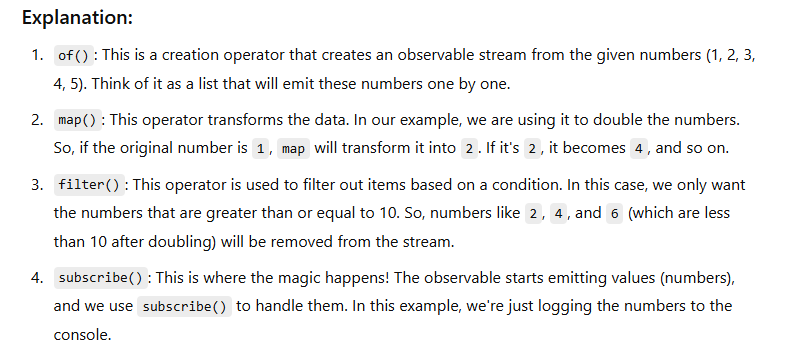 Explanation:
1. of() : This is a creation operator that creates an observable stream from the given numbers (1, 2, 3,
4, 5). Think of it as a list that will emit these numbers one by one.
2. map() : This operator transforms the data. In our example, we are using it to double the numbers.
So, if the original number is 1 , map will transform it into 2 . If it's 2 , it becomes 4 , and so on.
3. filter() : This operator is used to filter out items based on a condition. In this case, we only want
the numbers that are greater than or equal to 10. So, numbers like 2 , 4 , and 6 (which are less
than 10 after doubling) will be removed from the stream.
4. subscribe() : This is where the magic happens! The observable starts emitting values (numbers),
and we use subscribe() to handle them. In this example, we're just logging the numbers to the
console.